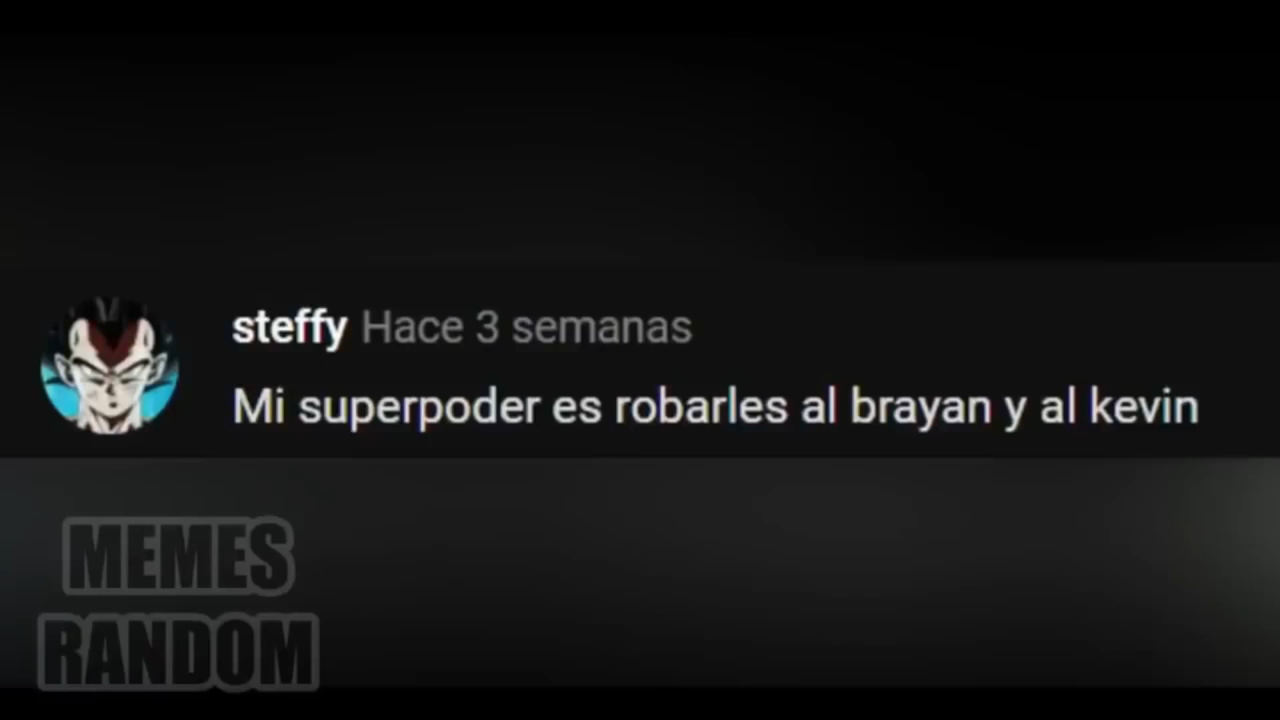 steffy Hace 3 semanas
Mi superpoder es robarles al brayan y al kevin
MEMES
RANDOM